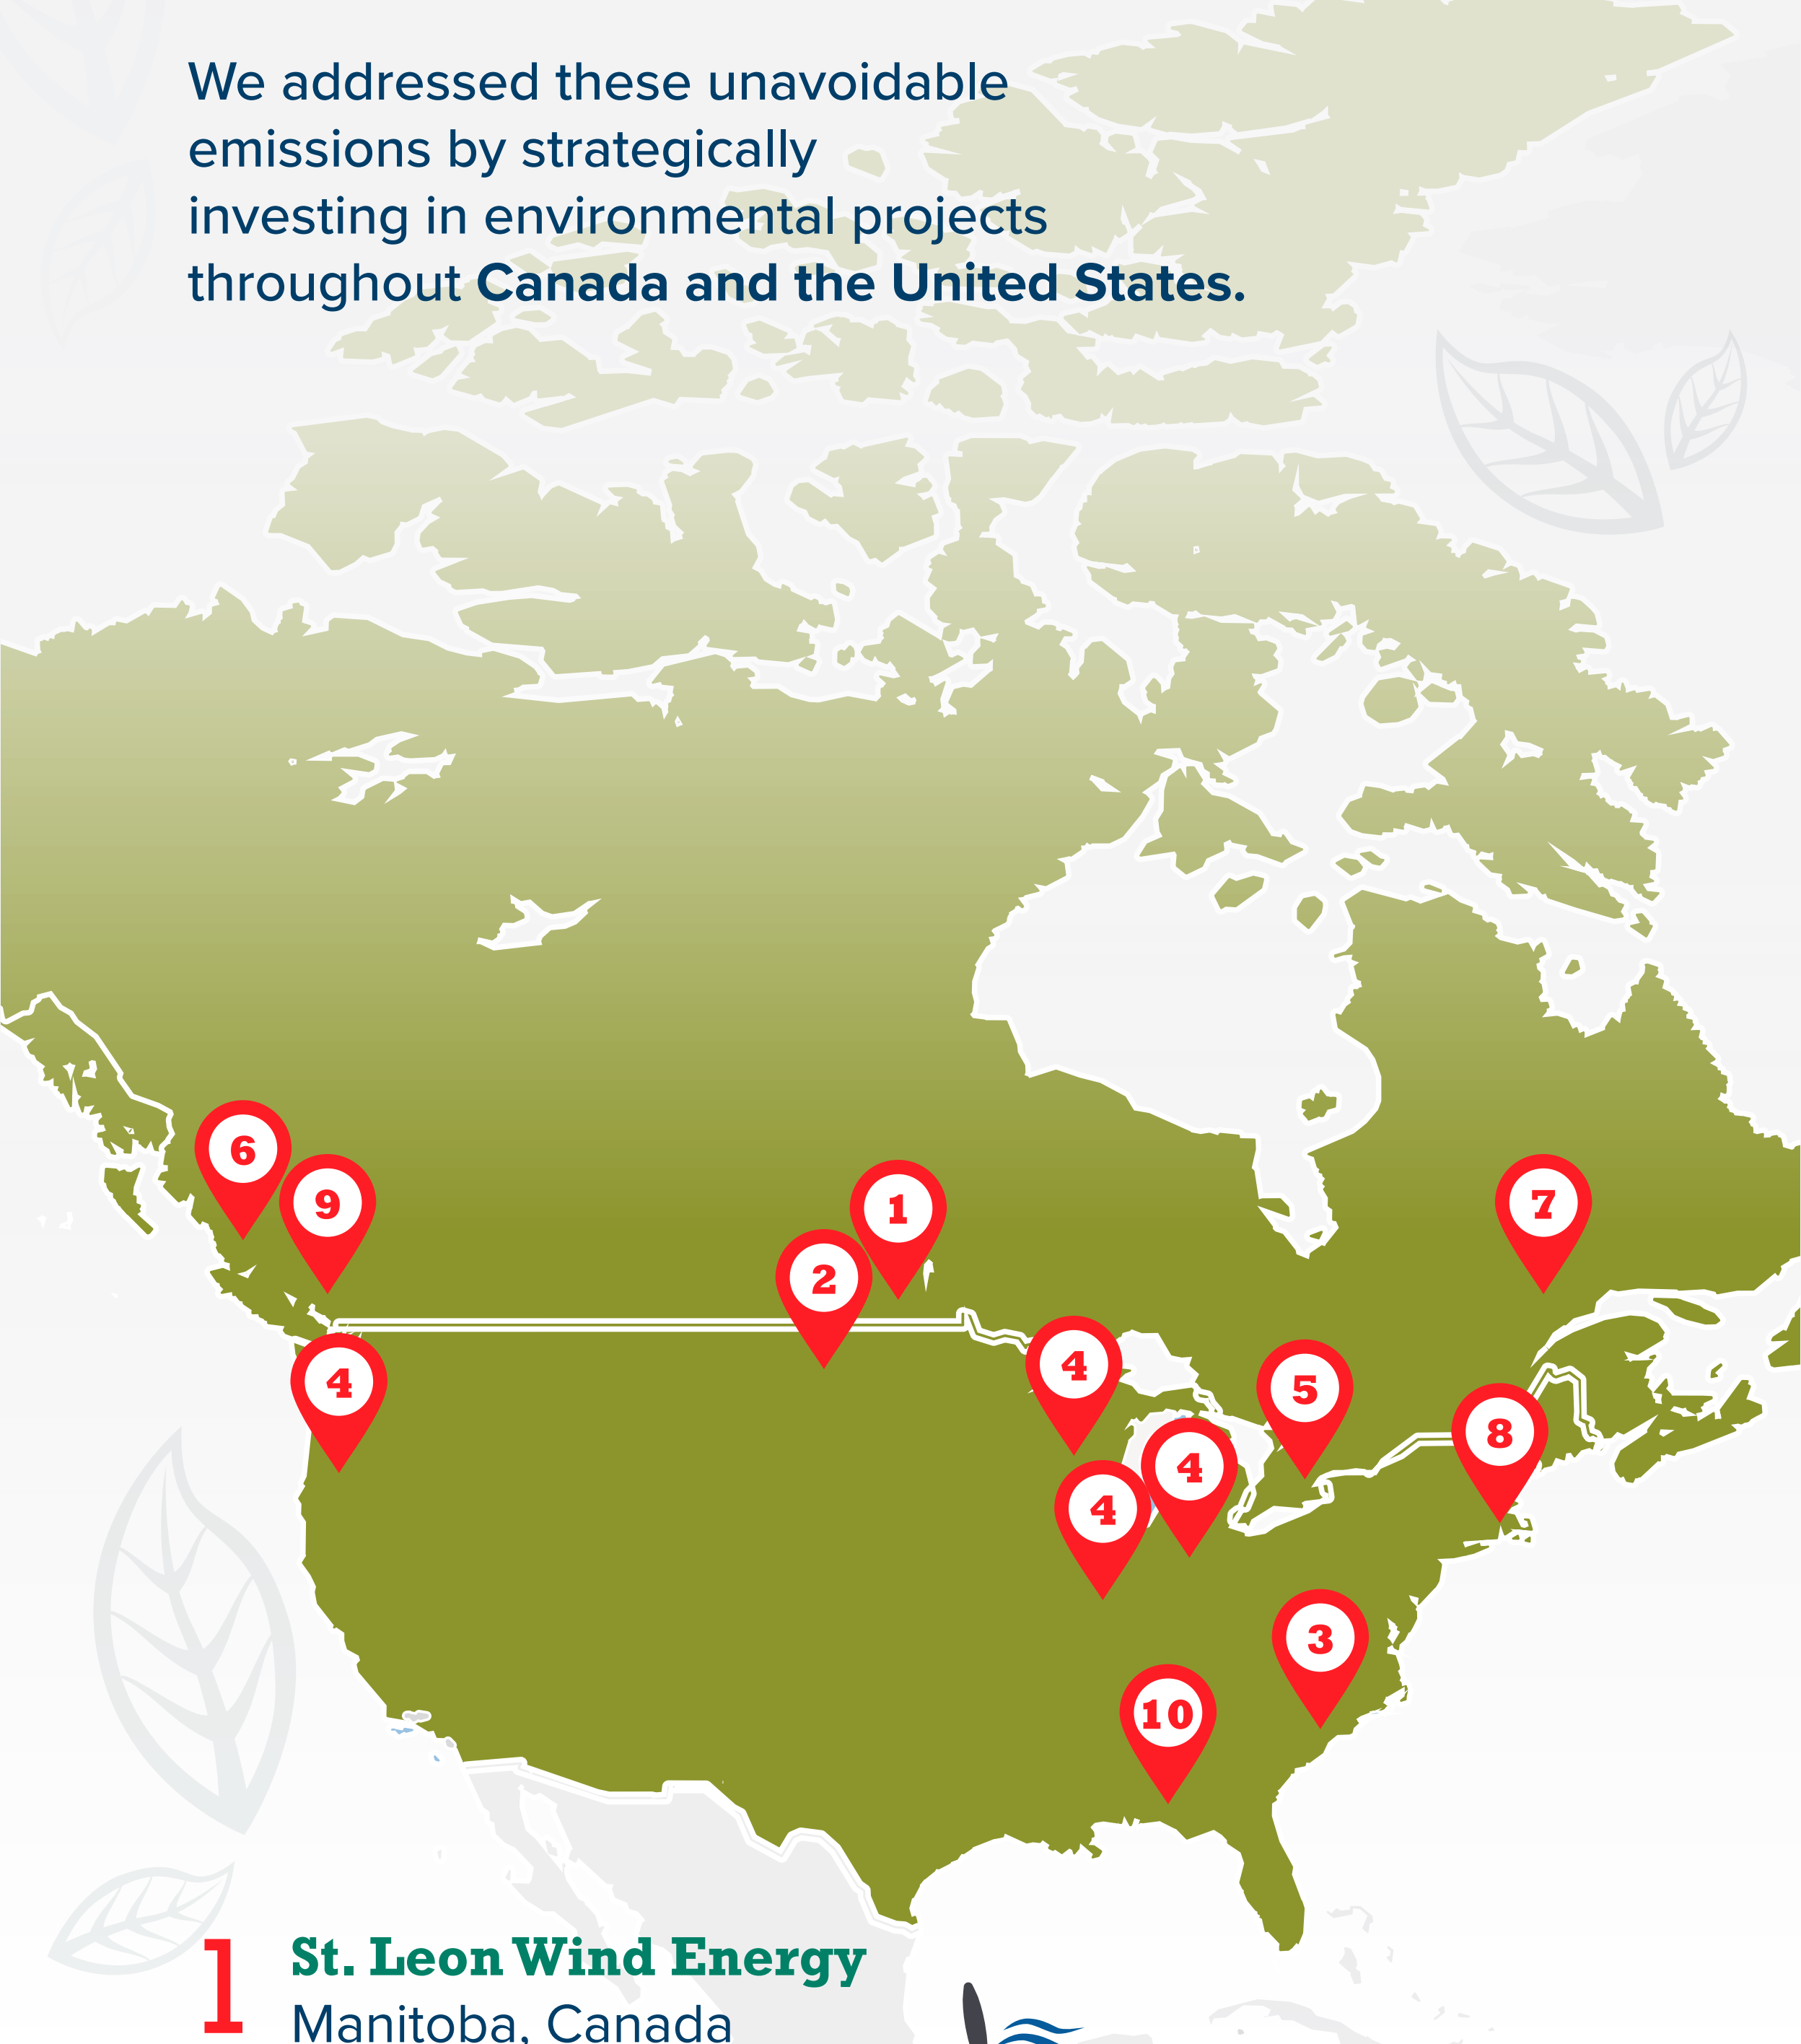 We addressed these unavoidable
emissions by strategically
investing in environmental projects
throughout Canada and the United States.
6
9
1
7
2
4
4
5
8
4
4
3
10
1
St. Leon Wind Energy
Manitoba, Canada